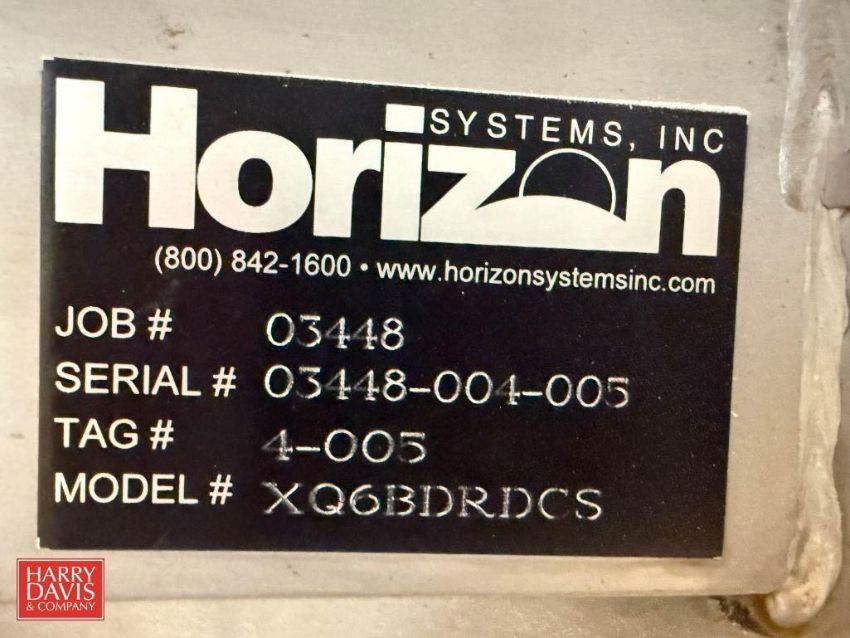 Horizon SYSTEMS, INC
(800) 842-1600 • www.horizonsystemsinc.com
JOB # 03448
SERIAL # 03448-004-005
TAG # 4-005
MODEL # XQ6BDRDCS
HARRY
DAVIS
& COMPANY